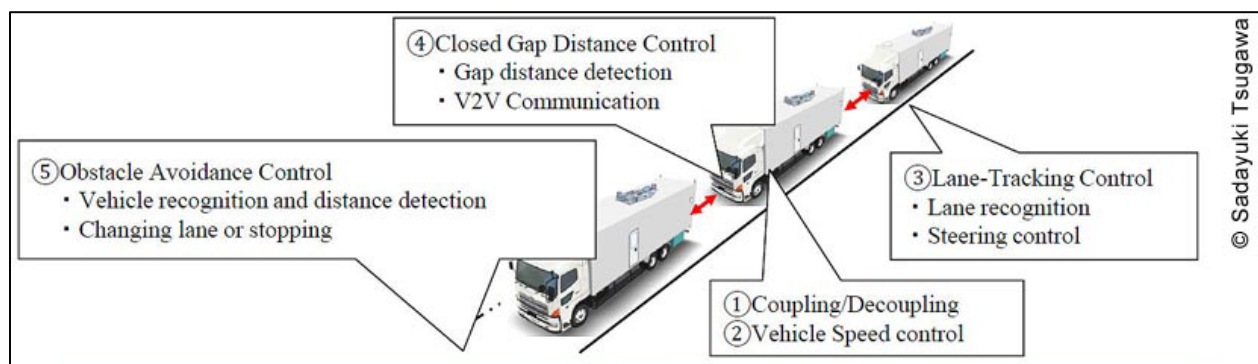 ④Closed Gap Distance Control
・ Gap distance detection
・ V2V Communication
⑤Obstacle Avoidance Control
・ Vehicle recognition and distance detection
・ Changing lane or stopping
③Lane-Tracking Control
・ Lane recognition
・ Steering control
①Coupling/Decoupling
②Vehicle Speed control
© Sadayuki Tsugawa